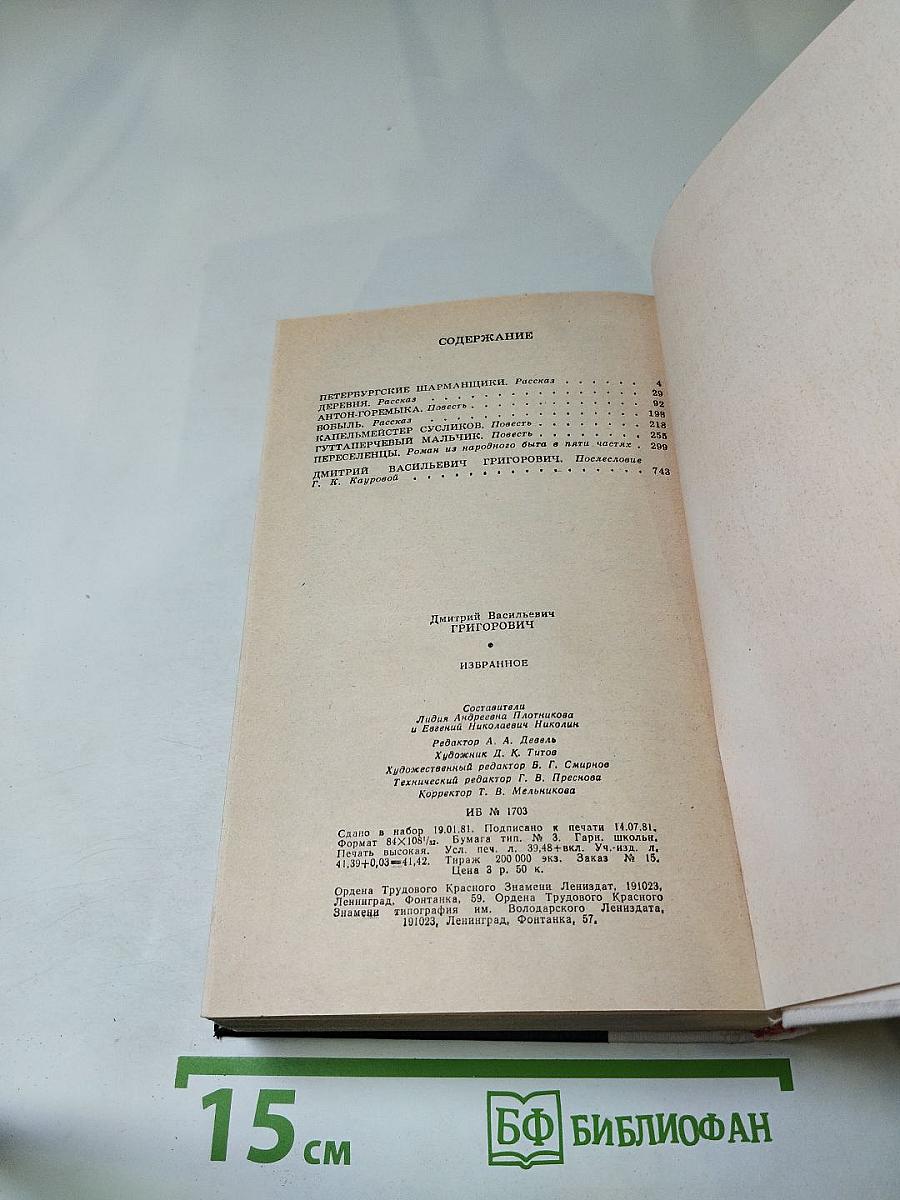 СОДЕРЖАНИЕ
ПЕТЕРБУРГСКИЕ ШАРМАНЩИКИ. Рассказ . . . . . . 4
ДЕРЕВНЯ. Рассказ . . . . . . . . . . . . . 29
АНТОН-ГОРЕМЫКА. Повесть . . . . . . . . . . 92
БОБЫЛЬ. Рассказ . . . . . . . . . . . . . 198
КАПЕЛЬМЕЙСТЕР СУСЛИКОВ. Повесть . . . . . . . 218
ГУТТАПЕРЧЕВЫЙ МАЛЬЧИК. Повесть . . . . . . . . 255
ПЕРЕСЕЛЕНЦЫ. Роман из народного быта в пяти частях . 299
ДМИТРИЙ ВАСИЛЬЕВИЧ ГРИГОРОВИЧ. Послесловие
Г. К. Кауровой . . . . . . . . . . . . . . 743
Дмитрий Васильевич
ГРИГОРОВИЧ
•
ИЗБРАННОЕ
Составители
Лидия Андреевна Плотникова
и Евгений Николаевич Николин
Редактор А. А. Девель
Художник Д. К. Титов
Художественный редактор Б. Г. Смирнов
Технический редактор Г. В. Преснова
Корректор Т. В. Мельникова
ИБ № 1703
Сдано в набор 19.01.81. Подписано к печати 14.07.81.
Формат 84×108¹/₃₂. Бумага тип. № 3. Гарн. школьн.
Печать высокая. Усл. печ. л. 39,48+вкл. Уч.-изд. л.
41,39+0,03=41,42. Тираж 200 000 экз. Заказ № 15.
Цена 3 р. 50 к.
Ордена Трудового Красного Знамени Лениздат, 191023,
Ленинград, Фонтанка, 59. Ордена Трудового Красного
Знамени типография им. Володарского Лениздата,
191023, Ленинград, Фонтанка, 57.
15 см
БФ БИБЛИОФАН